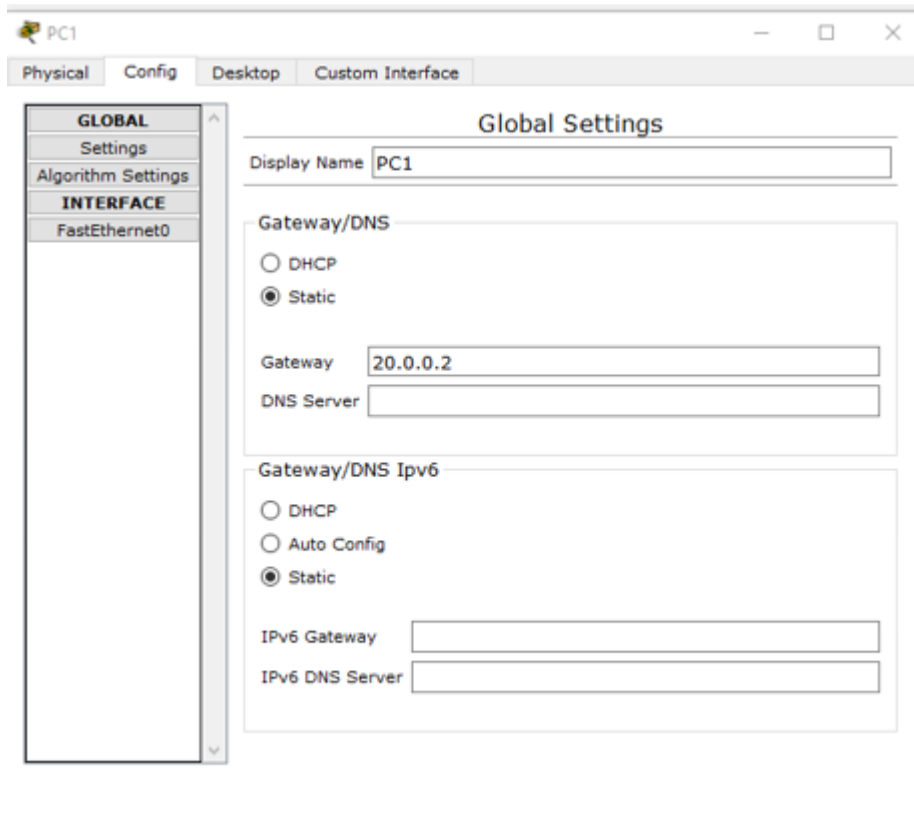 PC1
Physical Config Desktop Custom Interface
GLOBAL
Settings
Algorithm Settings
INTERFACE
FastEthernet0
Global Settings
Display Name PC1
Gateway/DNS
DHCP
Static
Gateway 20.0.0.2
DNS Server
Gateway/DNS Ipv6
DHCP
Auto Config
Static
IPv6 Gateway
IPv6 DNS Server